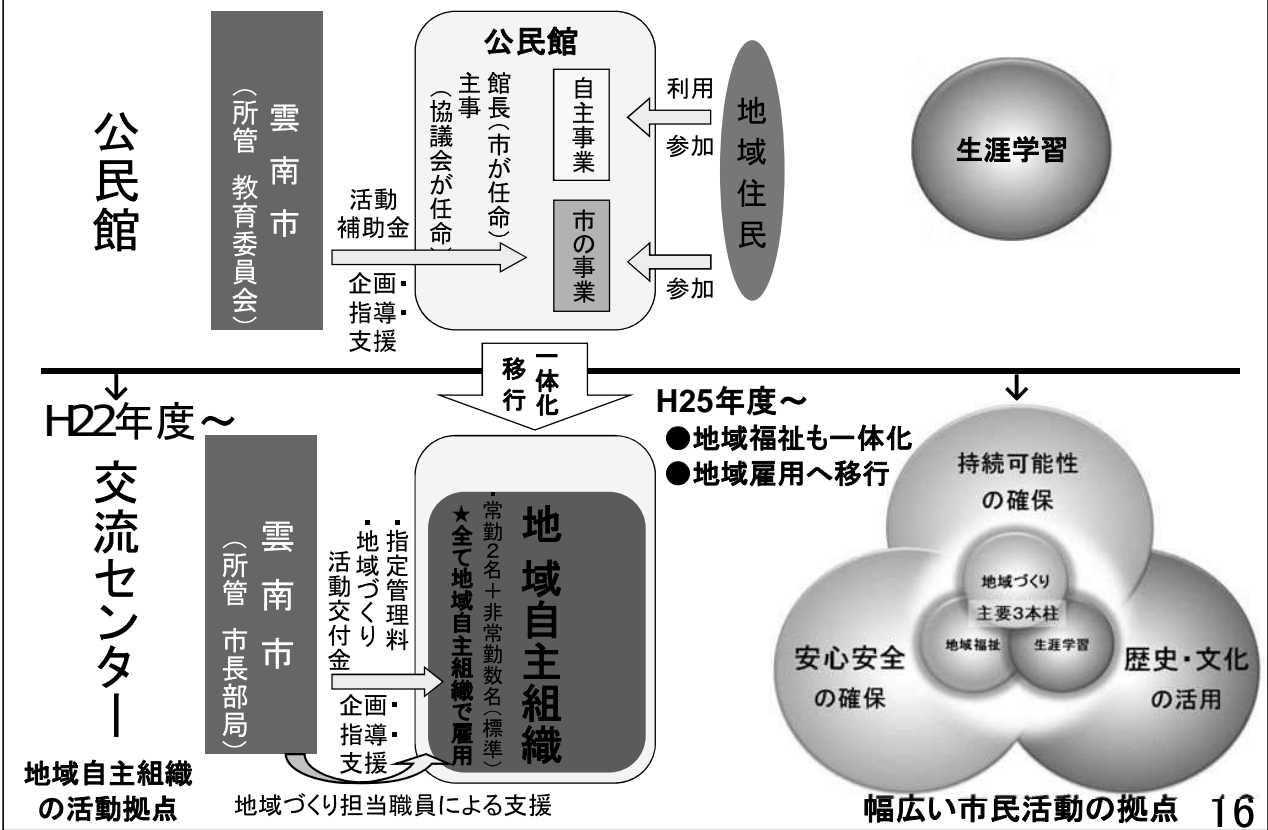 公民館
雲南市
（所管 教育委員会）
活動
補助金
企画・
指導・
支援
公民館
館長（市が任命）
主事
（協議会が任命）
自主事業
市の事業
利用
参加
参加
地域住民
生涯学習
一体化
移行
H22年度～
交流センター
地域自主組織
の活動拠点
雲南市
（所管 市長部局）
・指定管理料
・地域づくり
活動交付金
企画・
指導・
支援
地域づくり担当職員による支援
地域自主組織
・常勤2名＋非常勤数名（標準）
★全て地域自主組織で雇用
H25年度～
●地域福祉も一体化
●地域雇用へ移行
持続可能性
の確保
地域づくり
主要3本柱
地域福祉
生涯学習
安心安全
の確保
歴史・文化
の活用
幅広い市民活動の拠点
16